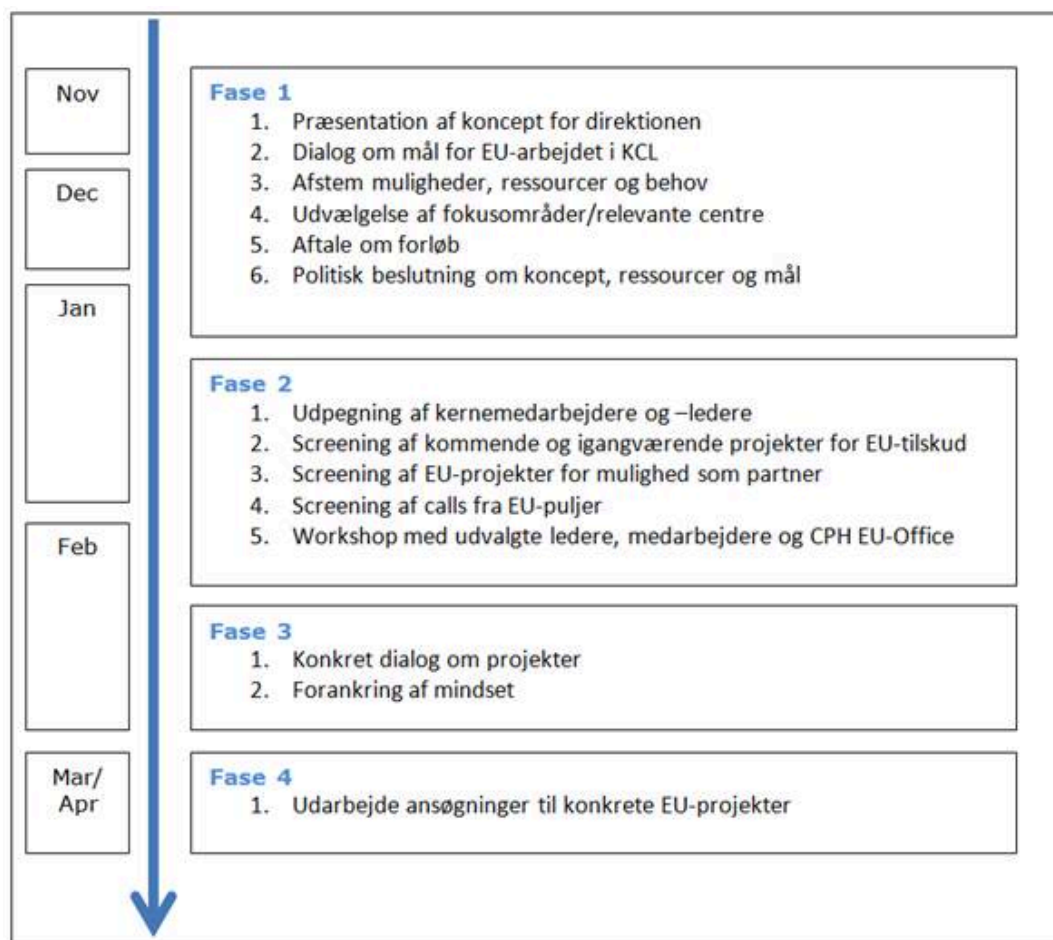 Nov
Dec
Jan
Feb
Mar/
Apr
Fase 1
1. Præsentation af koncept for direktionen
2. Dialog om mål for EU-arbejdet i KCL
3. Afstem muligheder, ressourcer og behov
4. Udvælgelse af fokusområder/relevante centre
5. Aftale om forløb
6. Politisk beslutning om koncept, ressourcer og mål
Fase 2
1. Udpegning af kernemedarbejdere og –ledere
2. Screening af kommende og igangværende projekter for EU-tilskud
3. Screening af EU-projekter for mulighed som partner
4. Screening af calls fra EU-puljer
5. Workshop med udvalgte ledere, medarbejdere og CPH EU-Office
Fase 3
1. Konkret dialog om projekter
2. Forankring af mindset
Fase 4
1. Udarbejde ansøgninger til konkrete EU-projekter